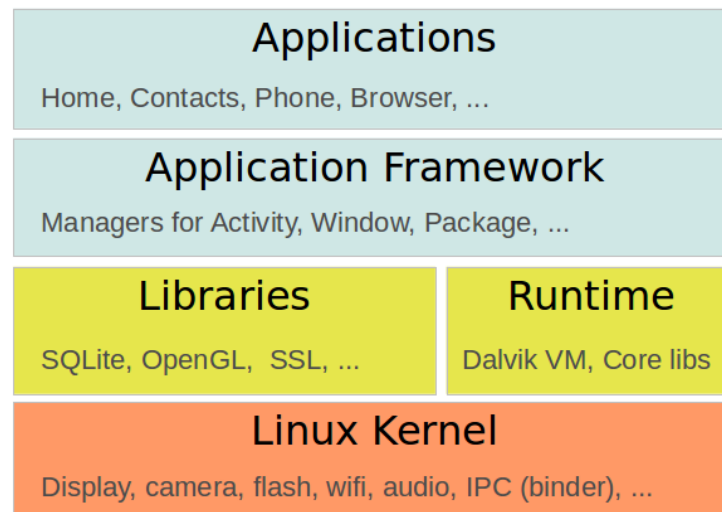 Applications
Home, Contacts, Phone, Browser, ...
Application Framework
Managers for Activity, Window, Package, ...
Libraries
SQLite, OpenGL, SSL, ...
Runtime
Dalvik VM, Core libs
Linux Kernel
Display, camera, flash, wifi, audio, IPC (binder), ...